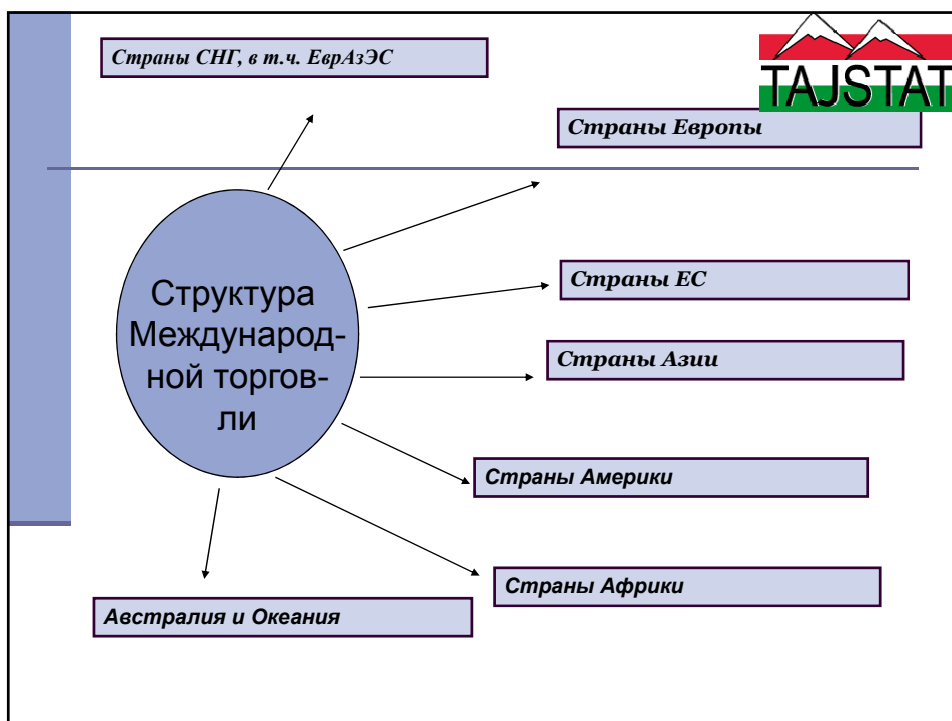 Страны СНГ, в т.ч. ЕврАзЭС
TAJSTAT
Страны Европы
Структура
Международ-
ной торгов-
ли
Страны ЕС
Страны Азии
Страны Америки
Страны Африки
Австралия и Океания